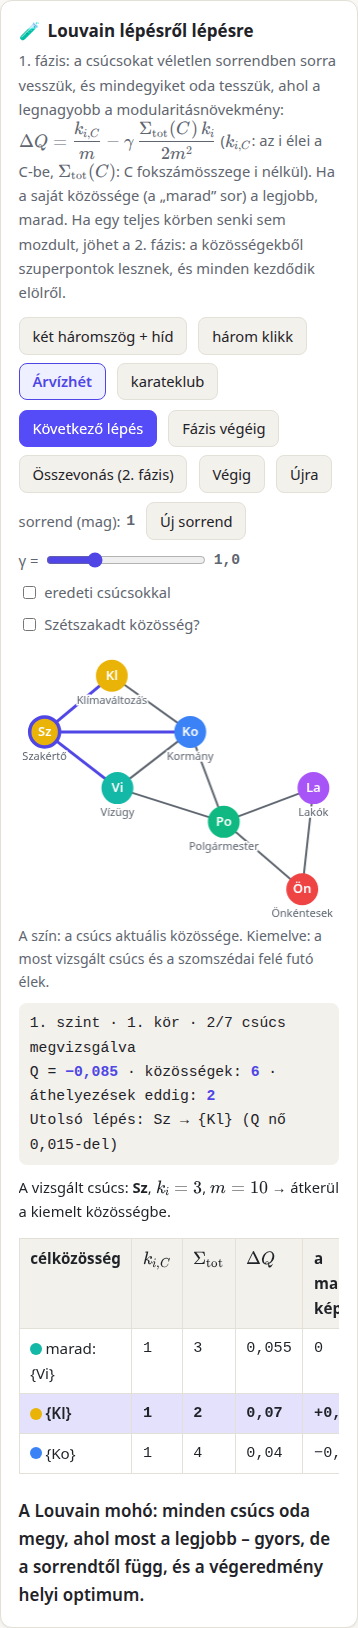 🧪 Louvain lépésről lépésre
1. fázis: a csúcsokat véletlen sorrendben sorra
vesszük, és mindegyiket oda tesszük, ahol a
legnagyobb a modularitásnövekmény:
ΔQ = k_{i,C}/m − γ Σ_tot(C) k_i / 2m² (k_{i,C}: az i élei a
C-be, Σ_tot(C): C fokszámösszege i nélkül). Ha
a saját közössége (a „marad” sor) a legjobb,
marad. Ha egy teljes körben senki sem
mozdult, jöhet a 2. fázis: a közösségekből
szuperpontok lesznek, és minden kezdődik
elölről.
két háromszög + híd
három klikk
Árvízhét
karateklub
Következő lépés
Fázis végéig
Összevonás (2. fázis)
Végig
Újra
sorrend (mag): 1
Új sorrend
γ = 1,0
eredeti csúcsokkal
Szétszakadt közösség?
Kl
Klímaváltozás
Sz
Szakértő
Ko
Kormány
Vi
Vízügy
La
Lakók
Po
Polgármester
Ön
Önkéntesek
A szín: a csúcs aktuális közössége. Kiemelve: a
most vizsgált csúcs és a szomszédai felé futó
élek.
1. szint · 1. kör · 2/7 csúcs
megvizsgálva
Q = −0,085 · közösségek: 6 ·
áthelyezések eddig: 2
Utolsó lépés: Sz → {Kl} (Q nő
0,015-del)
A vizsgált csúcs: Sz, k_i = 3, m = 10 → átkerül
a kiemelt közösségbe.
célközösség k_{i,C} Σ_tot ΔQ a
marad: {Vi} 1 3 0,055 0
{Kl} 1 2 0,07
{Ko} 1 4 0,04
A Louvain mohó: minden csúcs oda
megy, ahol most a legjobb – gyors, de
a sorrendtől függ, és a végeredmény
helyi optimum.